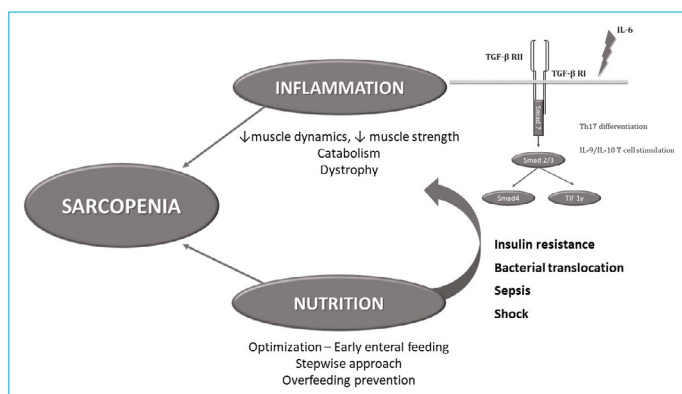 IL-6
TGF-β RII
TGF-β RI
INFLAMMATION
Smad 7
Th17 differentiation
↓muscle dynamics, ↓ muscle strength
Catabolism
Dystrophy
IL-9/IL-10 T cell stimulation
Smad 2/3
Smad4
TIf 1γ
SARCOPENIA
Insulin resistance
Bacterial translocation
Sepsis
Shock
NUTRITION
Optimization – Early enteral feeding
Stepwise approach
Overfeeding prevention